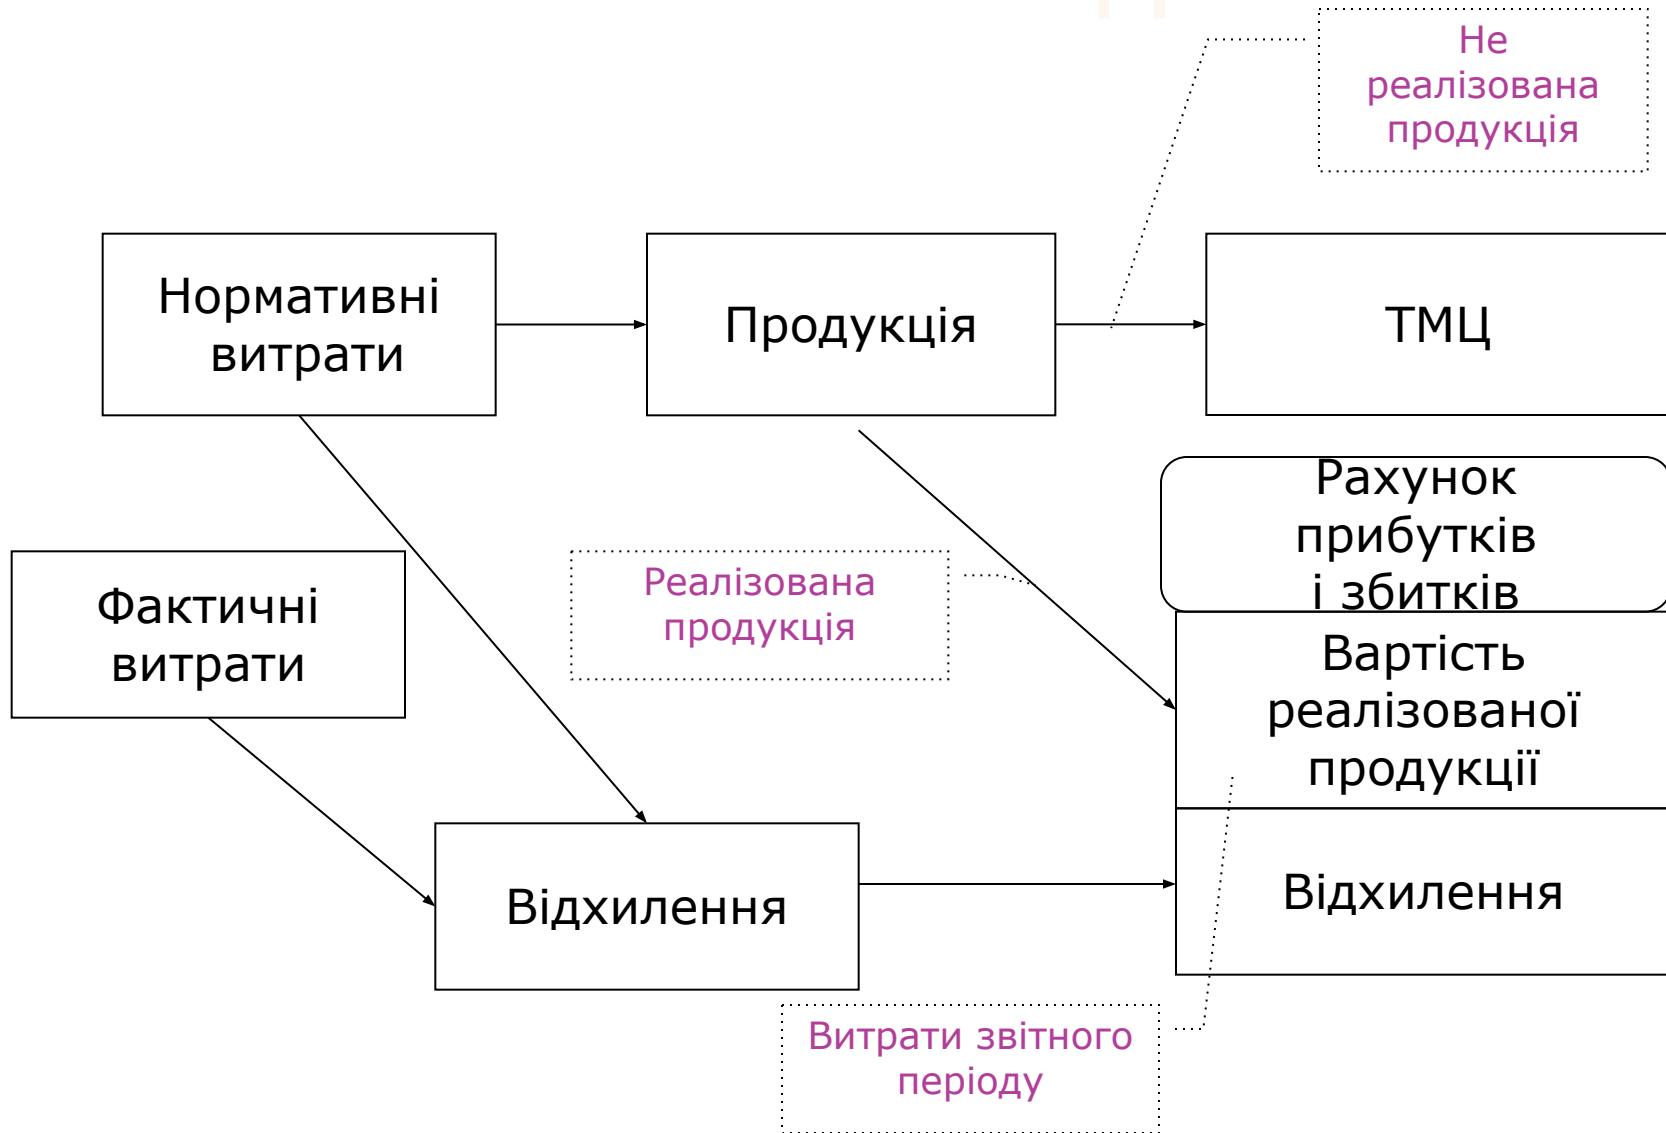 Не
реалізована
продукція
Нормативні
витрати
Продукція
ТМЦ
Рахунок
прибутків
і збитків
Фактичні
витрати
Реалізована
продукція
Вартість
реалізованої
продукції
Відхилення
Відхилення
Витрати звітного
періоду